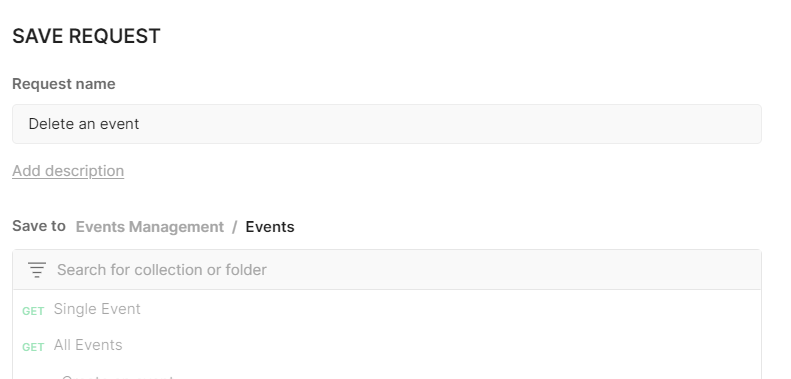 SAVE REQUEST
Request name
Delete an event
Add description
Save to Events Management / Events
Search for collection or folder
GET Single Event
GET All Events